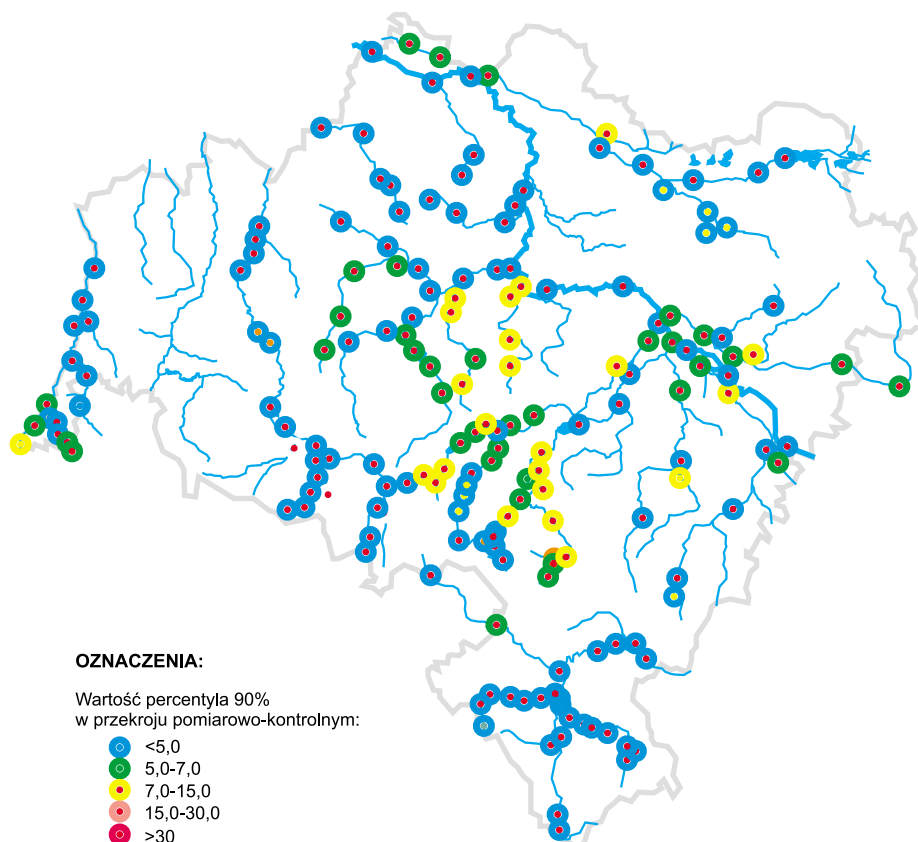 OZNACZENIA:
Wartość percentyla 90%
w przekroju pomiarowo-kontrolnym:
<5,0
5,0-7,0
7,0-15,0
15,0-30,0
>30